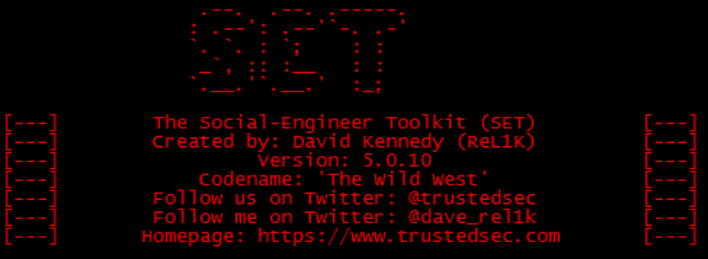 SET
[---] The Social-Engineer Toolkit (SET) [---]
[---] Created by: David Kennedy (ReL1K) [---]
[---] Version: 5.0.10 [---]
[---] Codename: 'The Wild West' [---]
[---] Follow us on Twitter: @trustedsec [---]
[---] Follow me on Twitter: @dave_rel1k [---]
[---] Homepage: https://www.trustedsec.com [---]